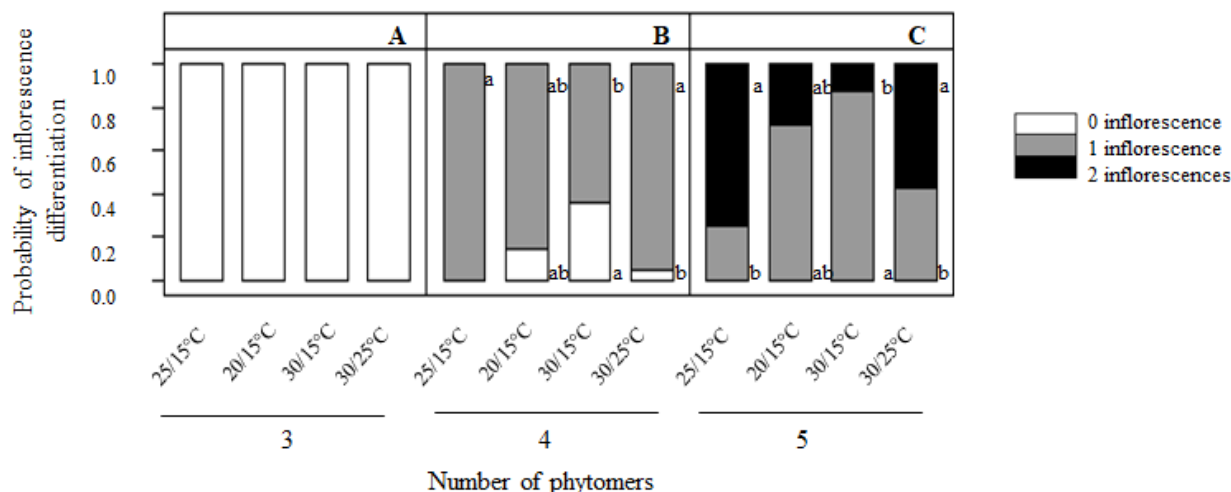 A B C
Probability of inflorescence
differentiation
1.0
0.8
0.6
0.4
0.2
0.0
a ab b a a ab b a
ab a b b ab a b
0 inflorescence
1 inflorescence
2 inflorescences
25/15°C 20/15°C 30/15°C 30/25°C 25/15°C 20/15°C 30/15°C 30/25°C 25/15°C 20/15°C 30/15°C 30/25°C
3 4 5
Number of phytomers